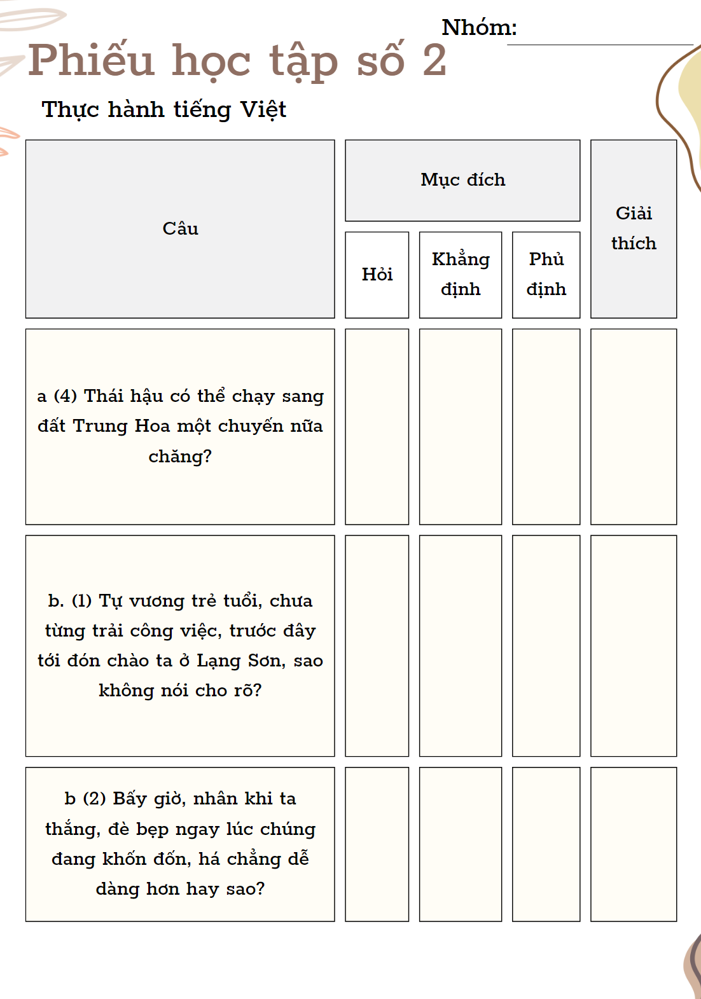 Nhóm:
Phiếu học tập số 2
Thực hành tiếng Việt
Câu
Mục đích
Giải
thích
Hỏi
Khẳng
định
Phủ
định
a (4) Thái hậu có thể chạy sang
đất Trung Hoa một chuyến nữa
chăng?
b. (1) Tự vương trẻ tuổi, chưa
từng trải công việc, trước đây
tới đón chào ta ở Lạng Sơn, sao
không nói cho rõ?
b (2) Bấy giờ, nhân khi ta
thắng, đè bẹp ngay lúc chúng
đang khốn đốn, há chẳng dễ
dàng hơn hay sao?